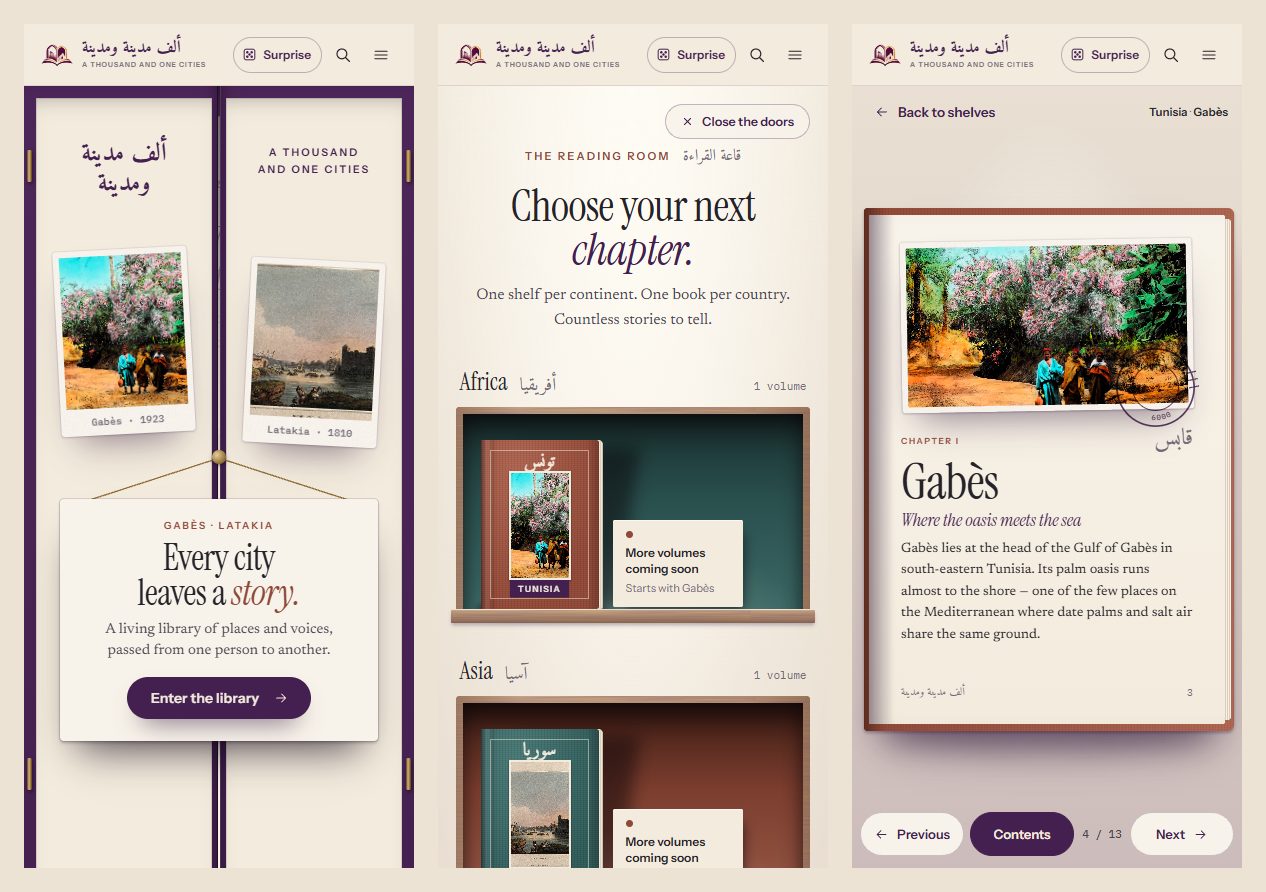 ألف مدينة ومدينة
A THOUSAND AND ONE CITIES
Surprise
ألف مدينة
ومدينة
A THOUSAND
AND ONE CITIES
Gabès · 1923
Latakia · 1810
GABÈS · LATAKIA
Every city
leaves a story.
A living library of places and voices,
passed from one person to another.
Enter the library
ألف مدينة ومدينة
A THOUSAND AND ONE CITIES
Surprise
Close the doors
THE READING ROOM قاعة القراءة
Choose your next
chapter.
One shelf per continent. One book per country.
Countless stories to tell.
Africa أفريقيا
1 volume
تونس
TUNISIA
More volumes
coming soon
Starts with Gabès
Asia آسيا
1 volume
سوريا
More volumes
coming soon
ألف مدينة ومدينة
A THOUSAND AND ONE CITIES
Surprise
Back to shelves
Tunisia · Gabès
6000
CHAPTER I
قابس
Gabès
Where the oasis meets the sea
Gabès lies at the head of the Gulf of Gabès in
south-eastern Tunisia. Its palm oasis runs
almost to the shore — one of the few places on
the Mediterranean where date palms and salt air
share the same ground.
ألف مدينة ومدينة
3
Previous
Contents
4 / 13
Next